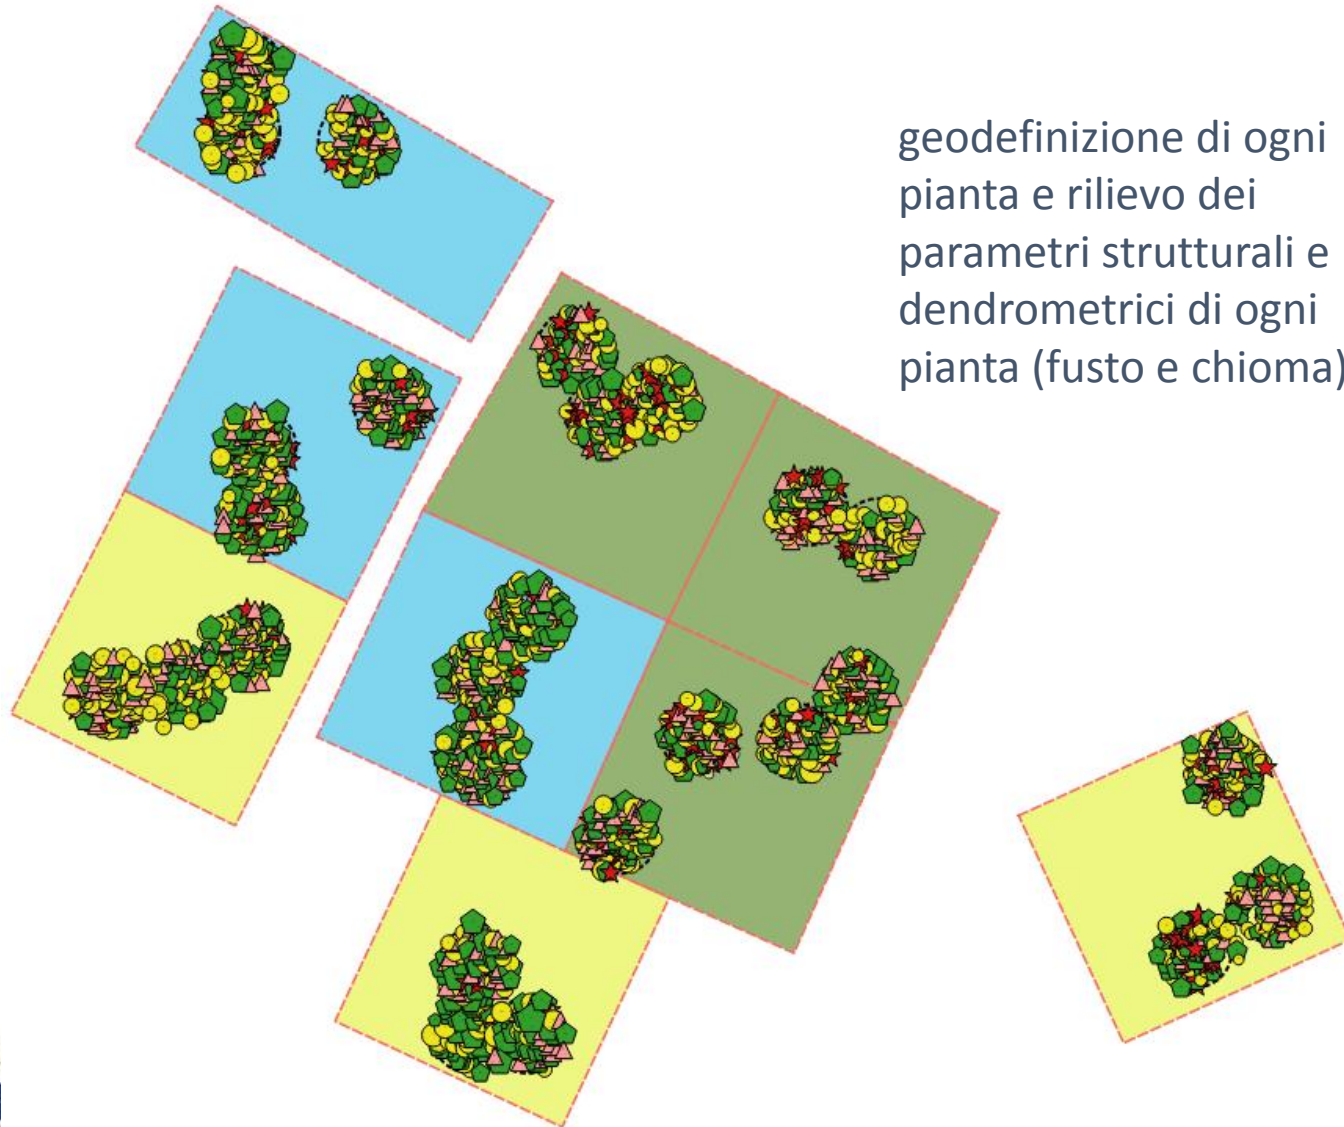 geodefinizione di ogni
pianta e rilievo dei
parametri strutturali e
dendrometrici di ogni
pianta (fusto e chioma)